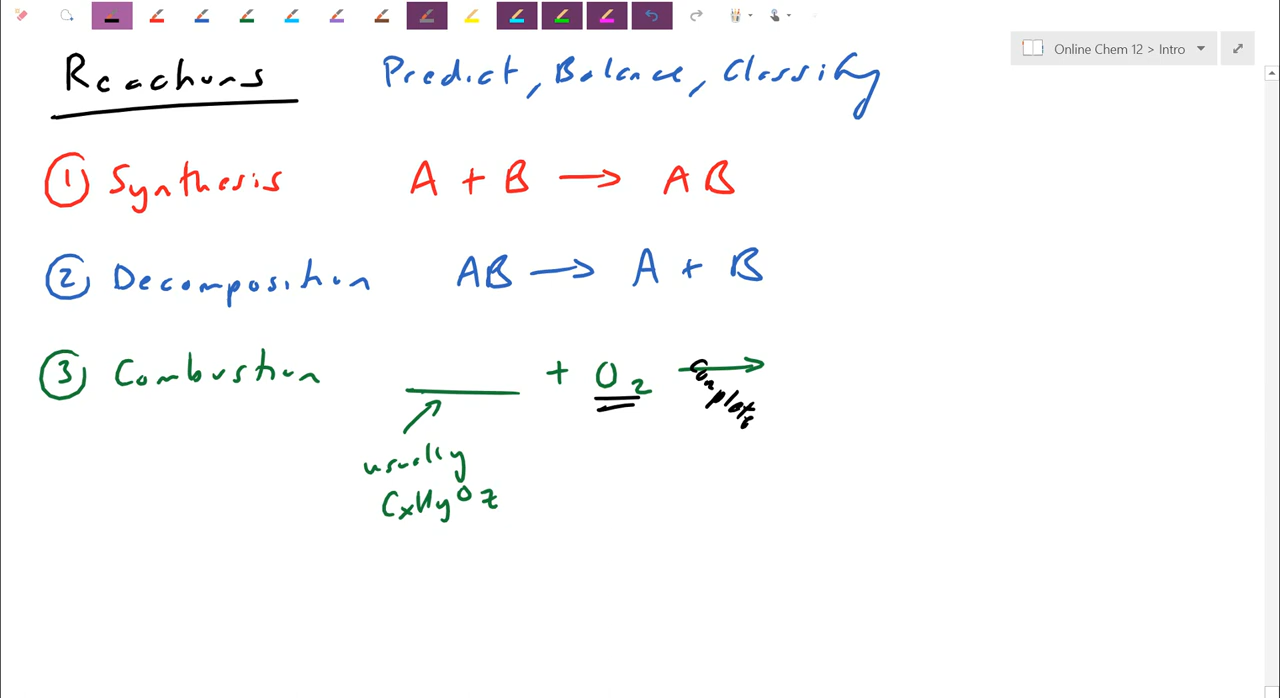 Online Chem 12 > Intro
Reactions Predict, Balance, Classify
① Synthesis A + B → AB
② Decomposition AB → A + B
③ Combustion ___ + O₂ →
complete
usually
CxHyOz